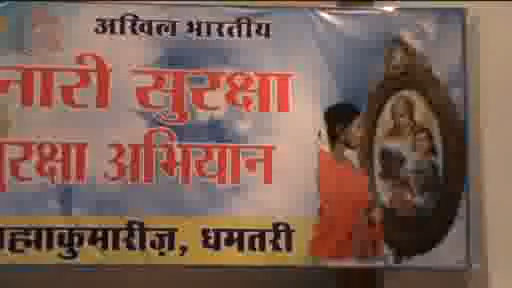 अखिल भारतीय
नारी सुरक्षा
सुरक्षा अभियान
ब्रह्माकुमारीज़, धमतरी